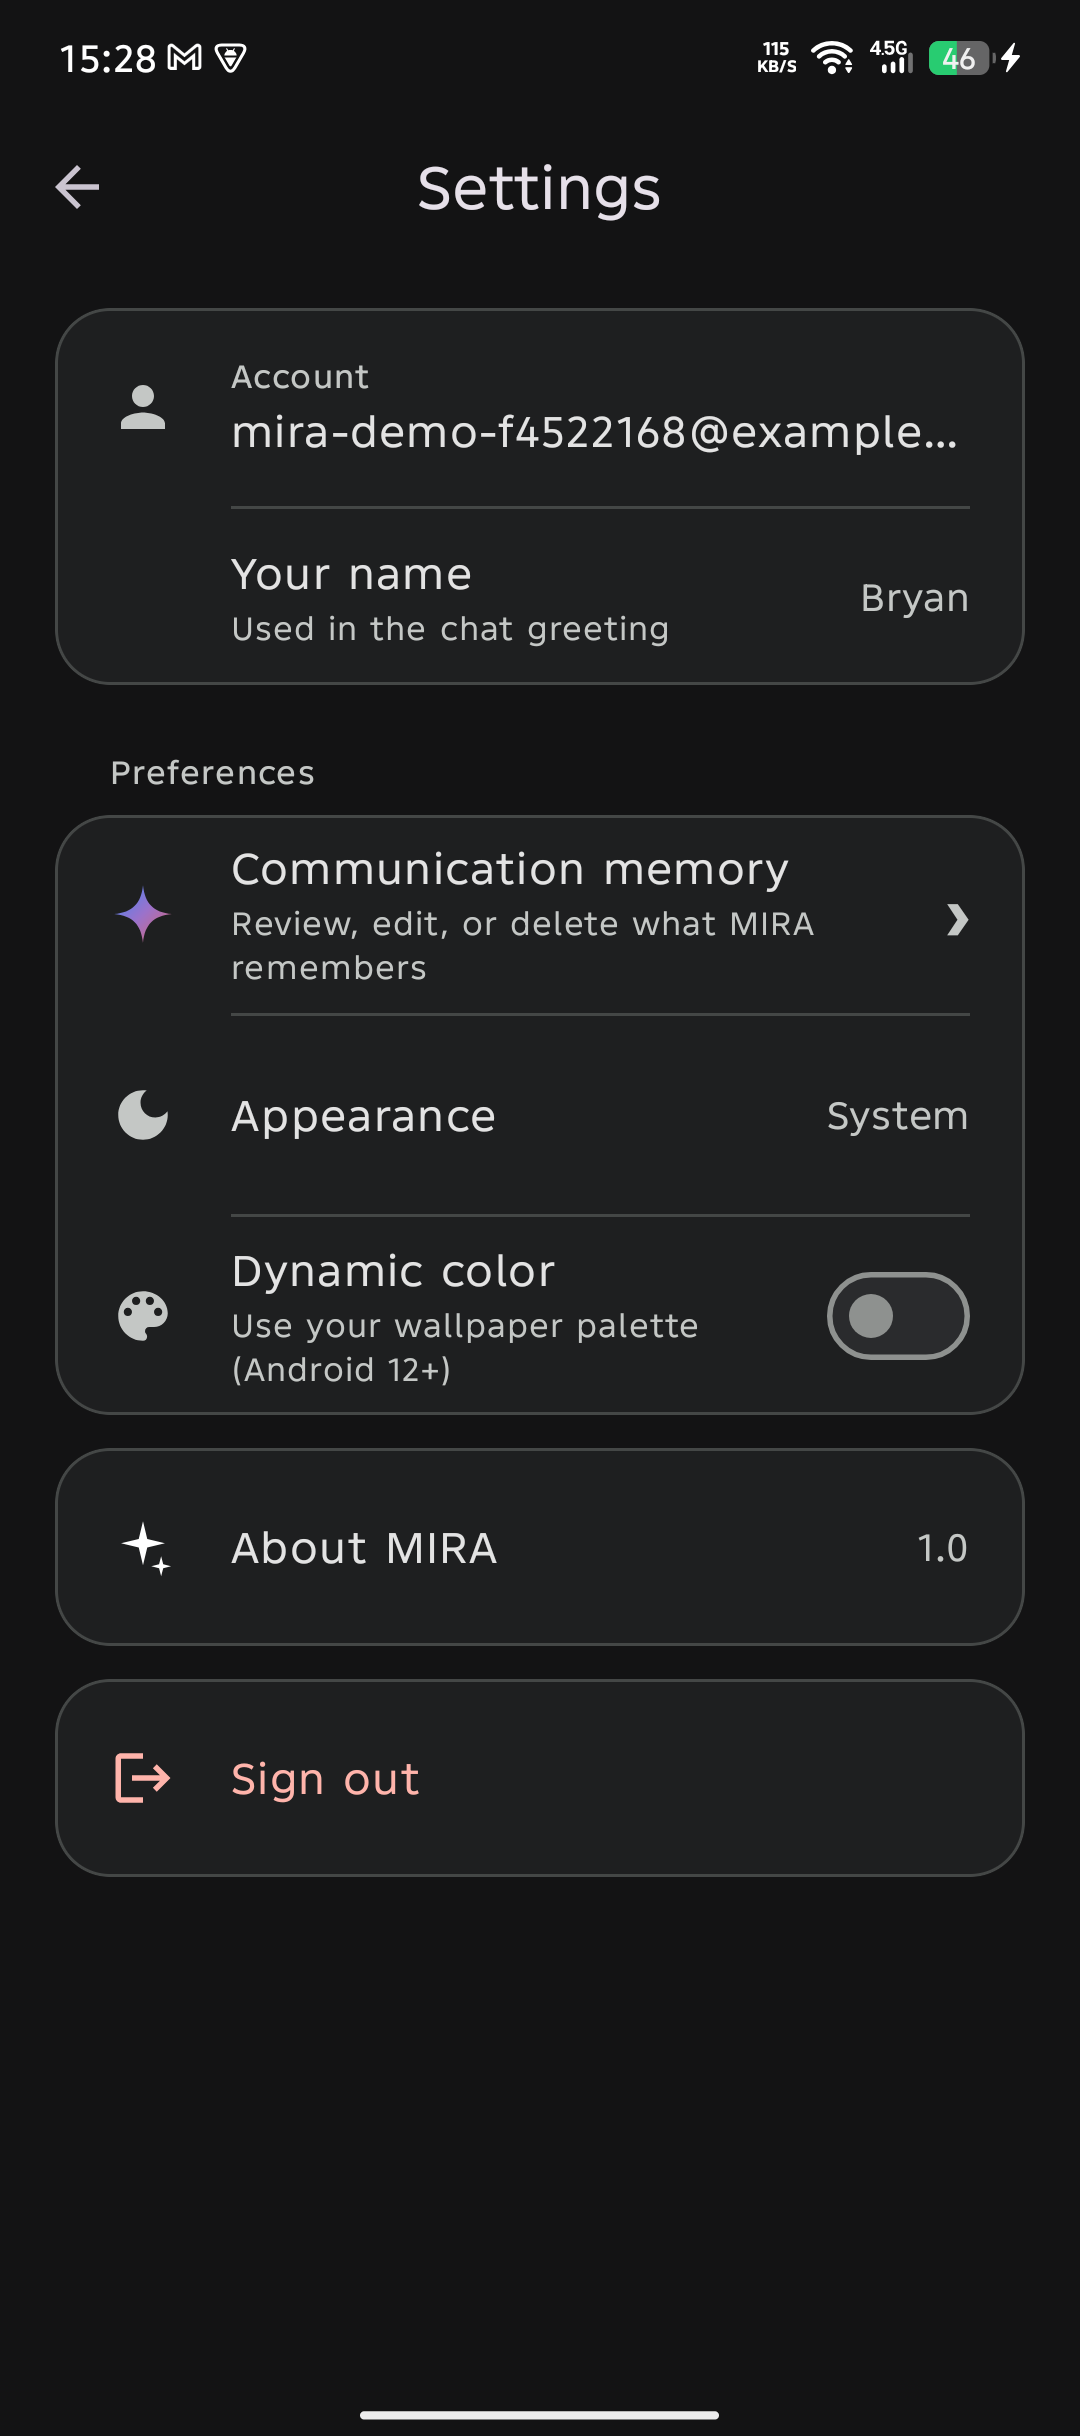 15:28
115
KB/S
4.5G
46
Settings
Account
mira-demo-f4522168@example...
Your name
Used in the chat greeting
Bryan
Preferences
Communication memory
Review, edit, or delete what MIRA
remembers
Appearance
System
Dynamic color
Use your wallpaper palette
(Android 12+)
About MIRA
1.0
Sign out